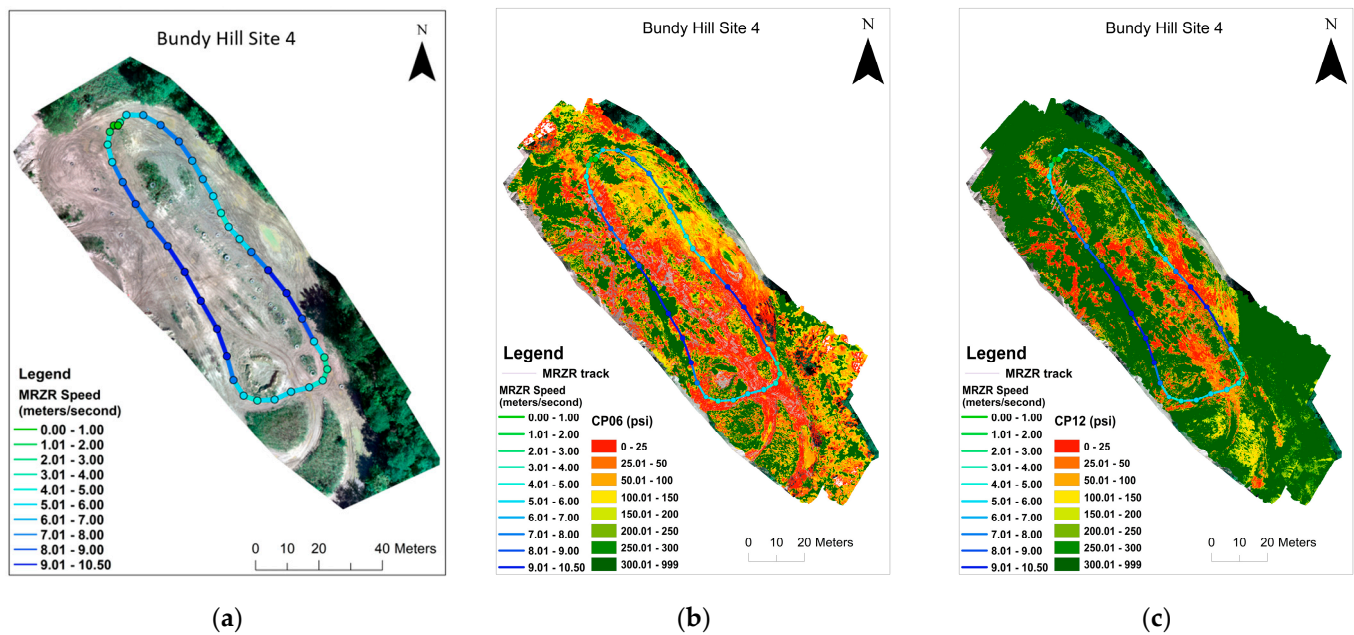 Bundy Hill Site 4
N
Legend
MRZR Speed
(meters/second)
0.00 - 1.00
1.01 - 2.00
2.01 - 3.00
3.01 - 4.00
4.01 - 5.00
5.01 - 6.00
6.01 - 7.00
7.01 - 8.00
8.01 - 9.00
9.01 - 10.50
0 10 20 40 Meters
(a)
Bundy Hill Site 4
N
Legend
MRZR track
MRZR Speed
(meters/second)
0.00 - 1.00
1.01 - 2.00
2.01 - 3.00
3.01 - 4.00
4.01 - 5.00
5.01 - 6.00
6.01 - 7.00
7.01 - 8.00
8.01 - 9.00
9.01 - 10.50
CP06 (psi)
0 - 25
25.01 - 50
50.01 - 100
100.01 - 150
150.01 - 200
200.01 - 250
250.01 - 300
300.01 - 999
0 10 20 Meters
(b)
Bundy Hill Site 4
N
Legend
MRZR track
MRZR Speed
(meters/second)
0.00 - 1.00
1.01 - 2.00
2.01 - 3.00
3.01 - 4.00
4.01 - 5.00
5.01 - 6.00
6.01 - 7.00
7.01 - 8.00
8.01 - 9.00
9.01 - 10.50
CP12 (psi)
0 - 25
25.01 - 50
50.01 - 100
100.01 - 150
150.01 - 200
200.01 - 250
250.01 - 300
300.01 - 999
0 10 20 Meters
(c)